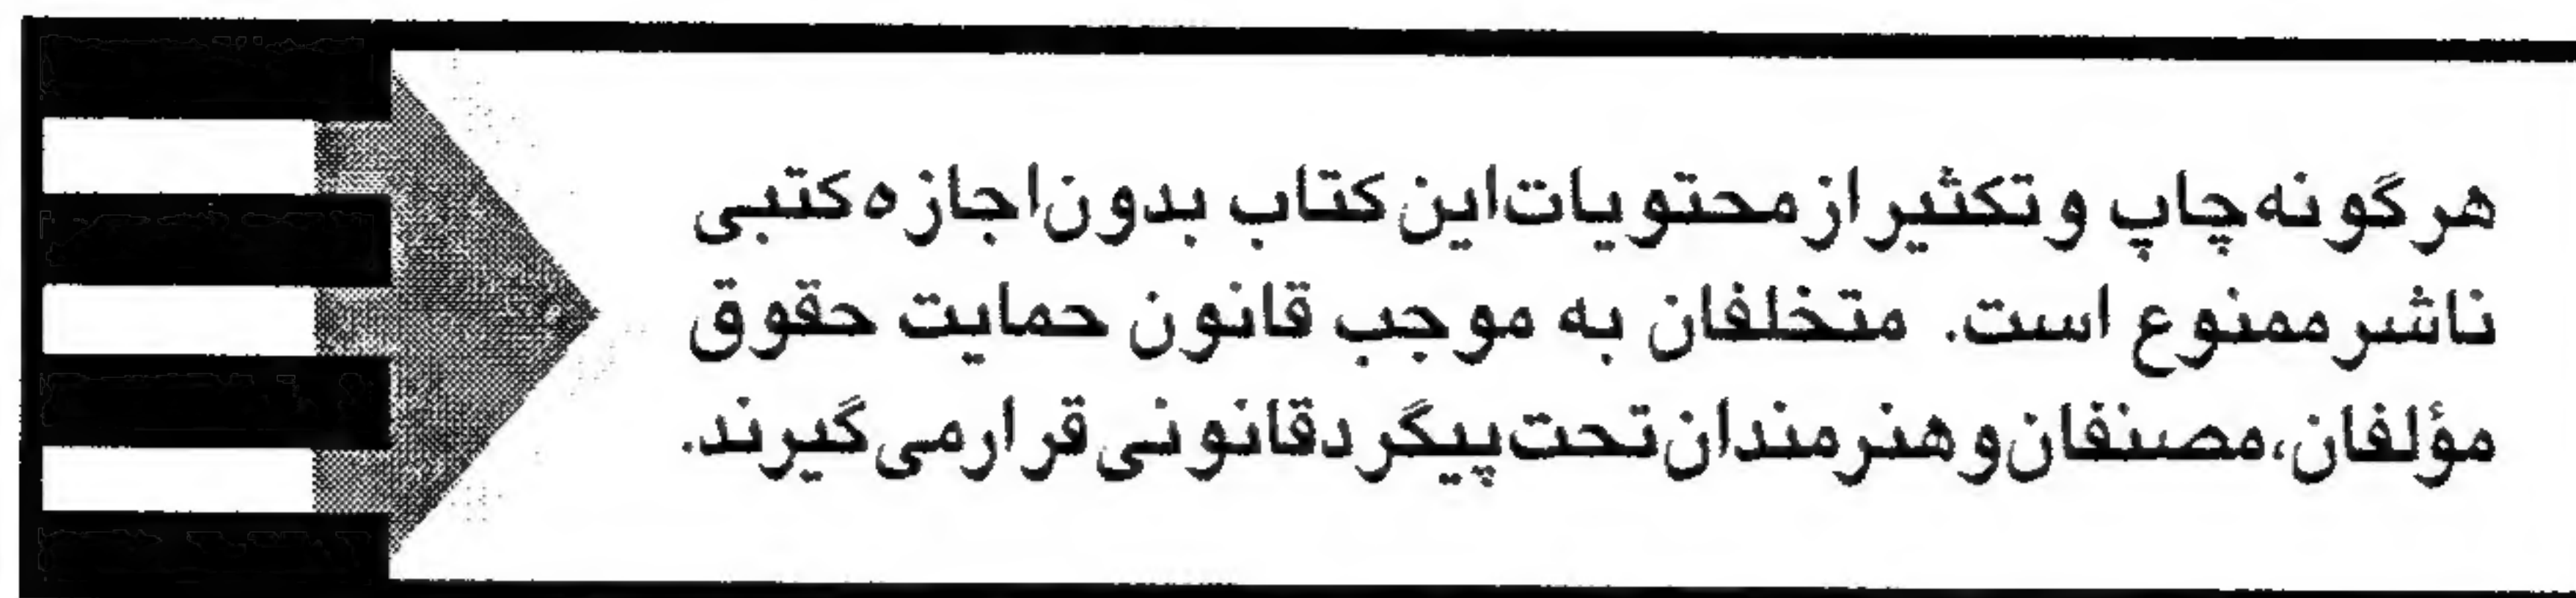 هرگونه چاپ و تکثیر از محتویات این کتاب بدون اجازه کتبی
ناشر ممنوع است. متخلفان به موجب قانون حمایت حقوق
مؤلفان، مصنفان و هنرمندان تحت پیگرد قانونی قرار می‌گیرند.